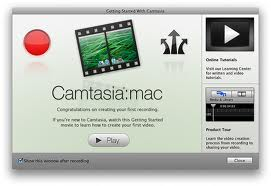 Getting Started With Camtasia
Camtasia:mac
Congratulations on creating your first recording.
If you're new to Camtasia, watch this Getting Started
movie to learn how to create your first video.
Play
Online Tutorials
Visit our Learning Center
for written and video
tutorials.
Media & Audio
Product Tour
Learn the video creation
process from recording to
sharing your video.
Show this window after recording
Close